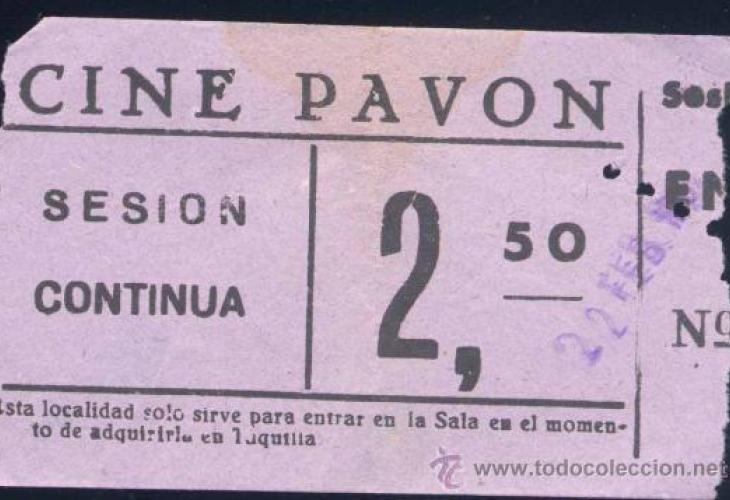 CINE PAVON
SESION
CONTINUA
2,50
Esta localidad solo sirve para entrar en la Sala en el momen-
to de adquirirla en Taquilla
EN
Nº
22 FEB.
www.todocoleccion.net